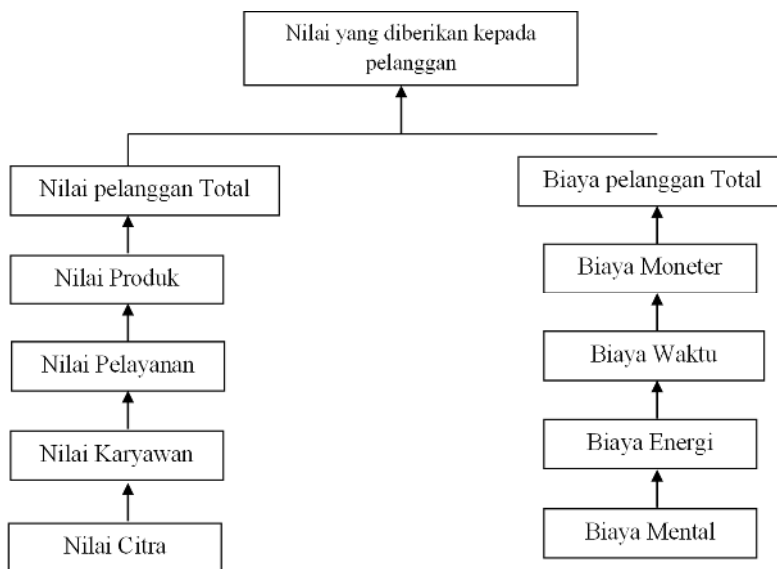 Nilai yang diberikan kepada
pelanggan
Nilai pelanggan Total
Biaya pelanggan Total
Nilai Produk
Biaya Moneter
Nilai Pelayanan
Biaya Waktu
Nilai Karyawan
Biaya Energi
Nilai Citra
Biaya Mental